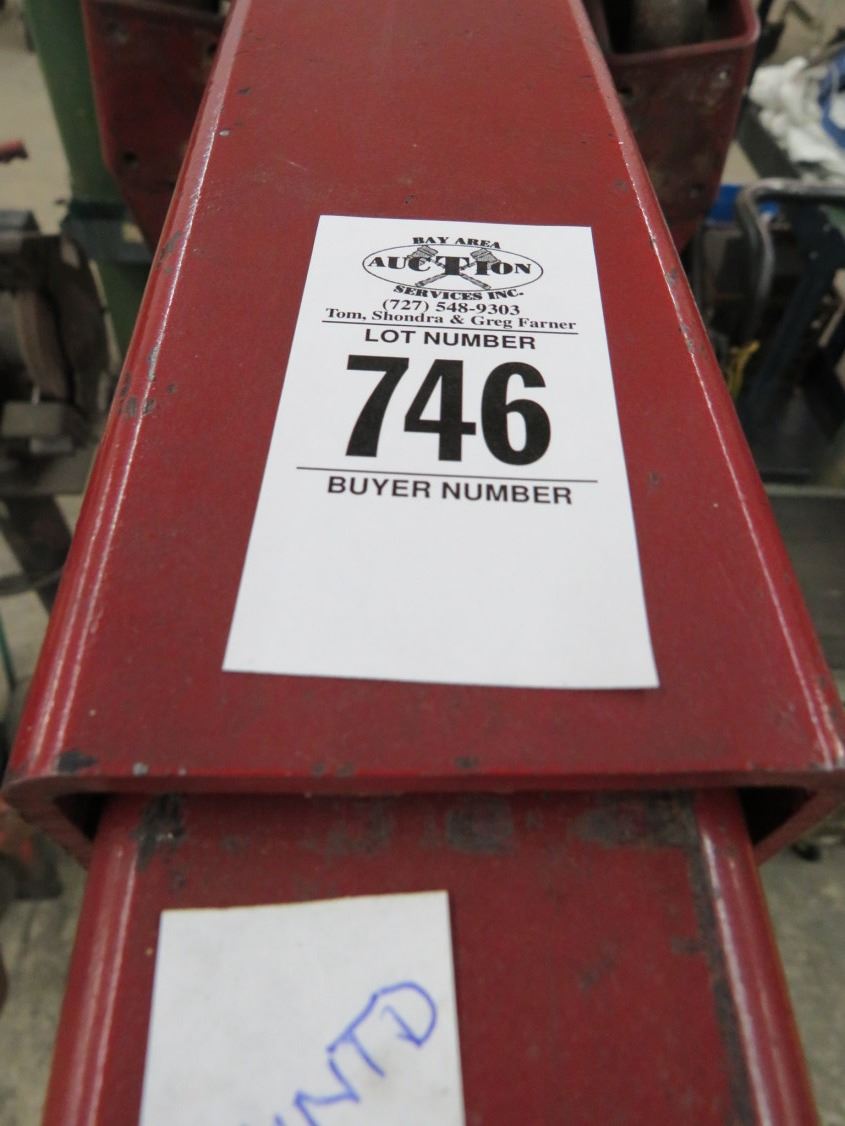 BAY AREA
AUCTION
SERVICES INC.
(727) 548-9303
Tom, Shondra & Greg Farner
LOT NUMBER
746
BUYER NUMBER